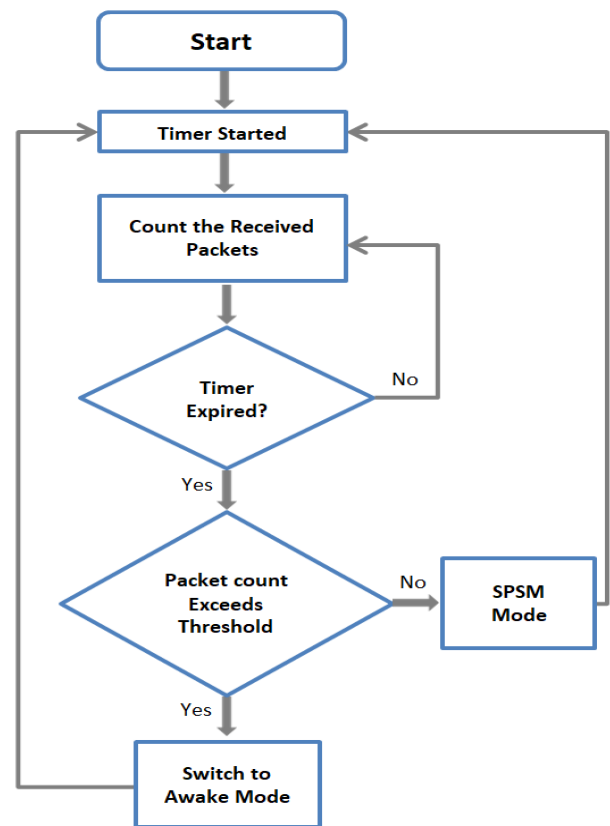 Start
Timer Started
Count the Received
Packets
Timer
Expired?
No
Yes
Packet count
Exceeds
Threshold
No
SPSM
Mode
Yes
Switch to
Awake Mode